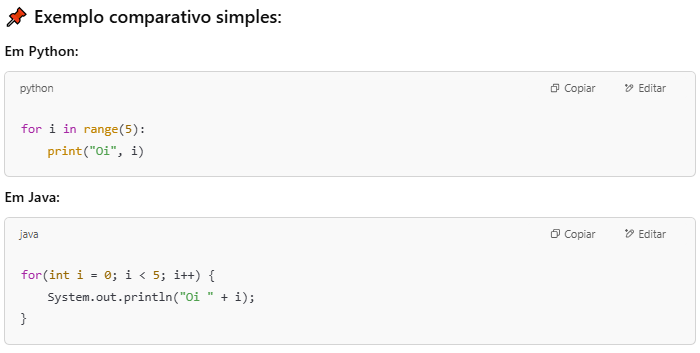 📌 Exemplo comparativo simples:
Em Python:
python Copiar Editar
for i in range(5):
    print("Oi", i)
Em Java:
java Copiar Editar
for(int i = 0; i < 5; i++) {
    System.out.println("Oi " + i);
}